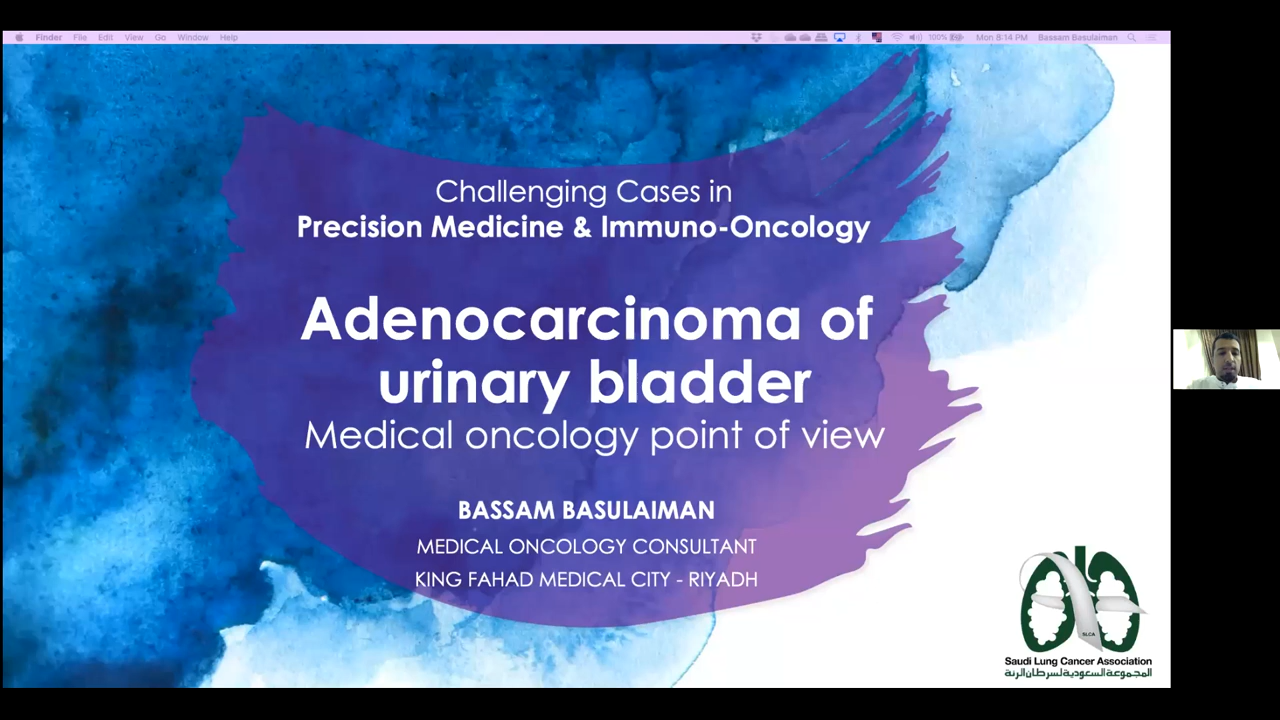 Finder File Edit View Go Window Help 100% Mon 8:14 PM Bassam Basulaiman
Challenging Cases in
Precision Medicine & Immuno-Oncology
Adenocarcinoma of
urinary bladder
Medical oncology point of view
BASSAM BASULAIMAN
MEDICAL ONCOLOGY CONSULTANT
KING FAHAD MEDICAL CITY - RIYADH
SLCA
Saudi Lung Cancer Association
المجموعة السعودية لسرطان الرئة